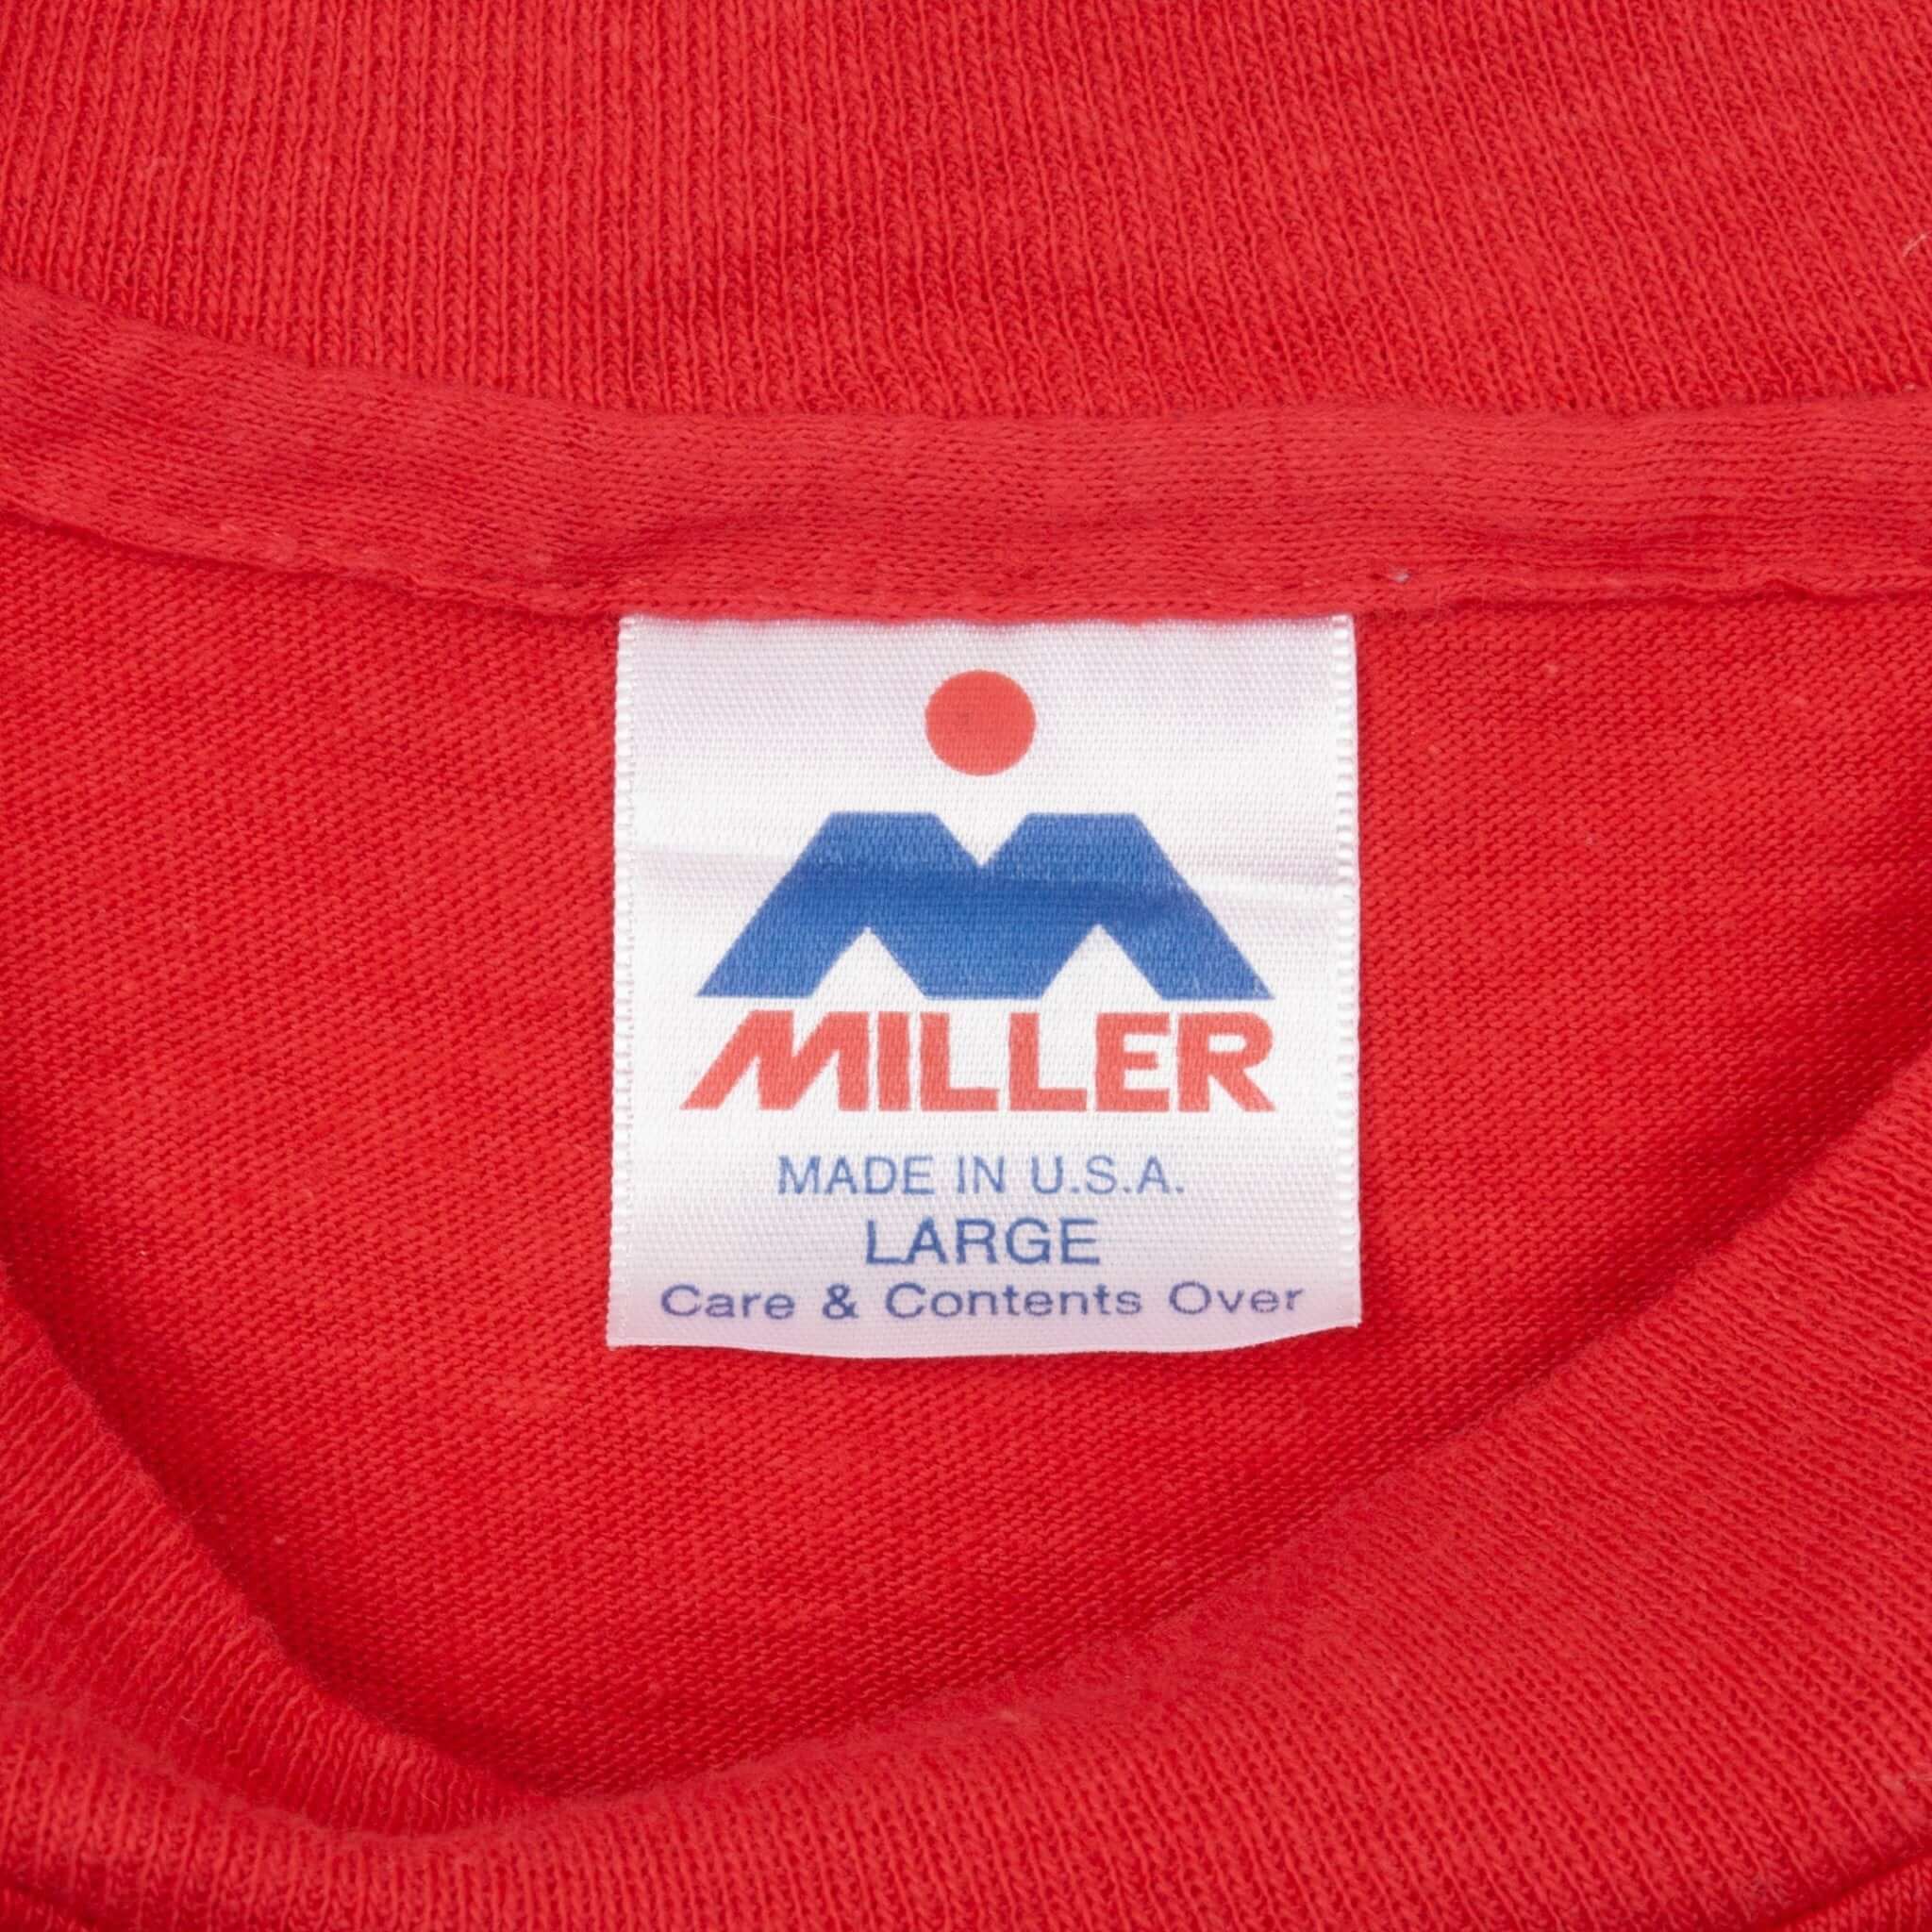 MILLER
MADE IN U.S.A.
LARGE
Care & Contents Over